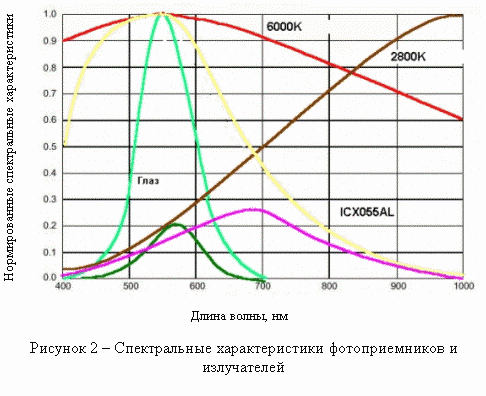 Нормированные спектральные характеристики
1.0
0.9
0.8
0.7
0.6
0.5
0.4
0.3
0.2
0.1
0.0
6000K
2800K
Глаз
ICX055AL
400 500 600 700 800 900 1000
Длина волны, нм
Рисунок 2 – Спектральные характеристики фотоприемников и
излучателей